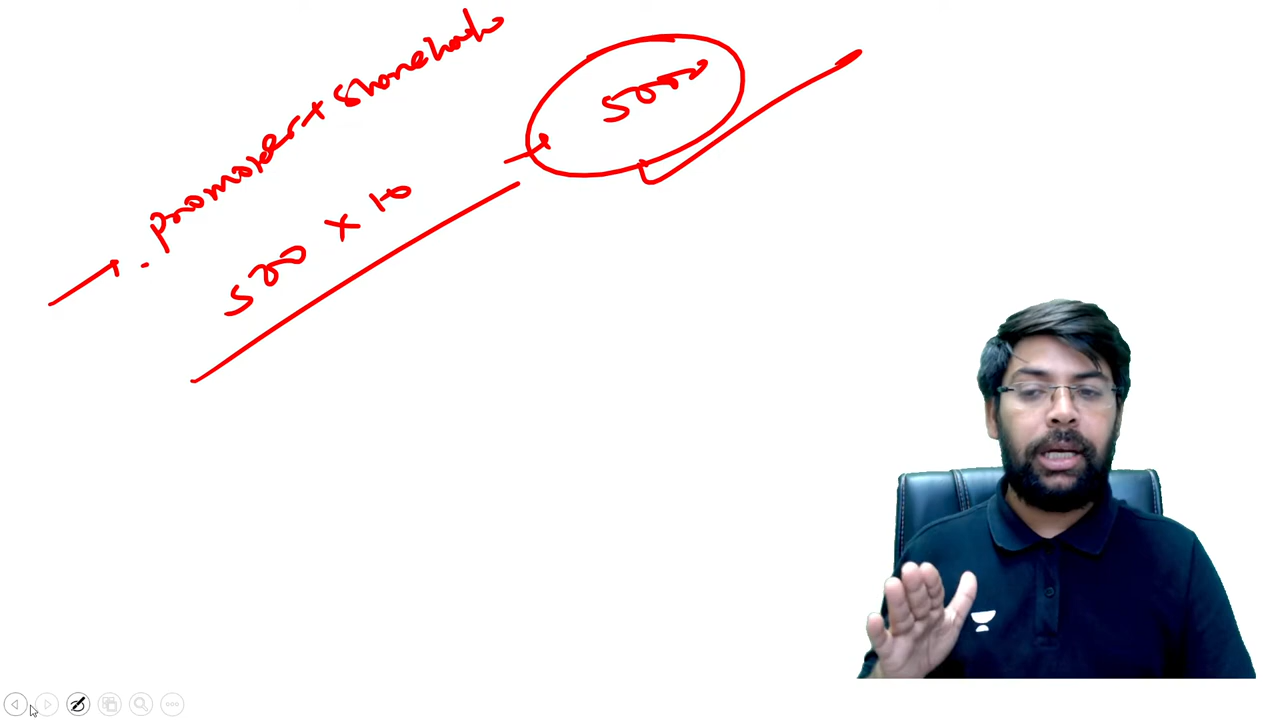 → . promoter + Shareholder
500 × 10
→ 5000